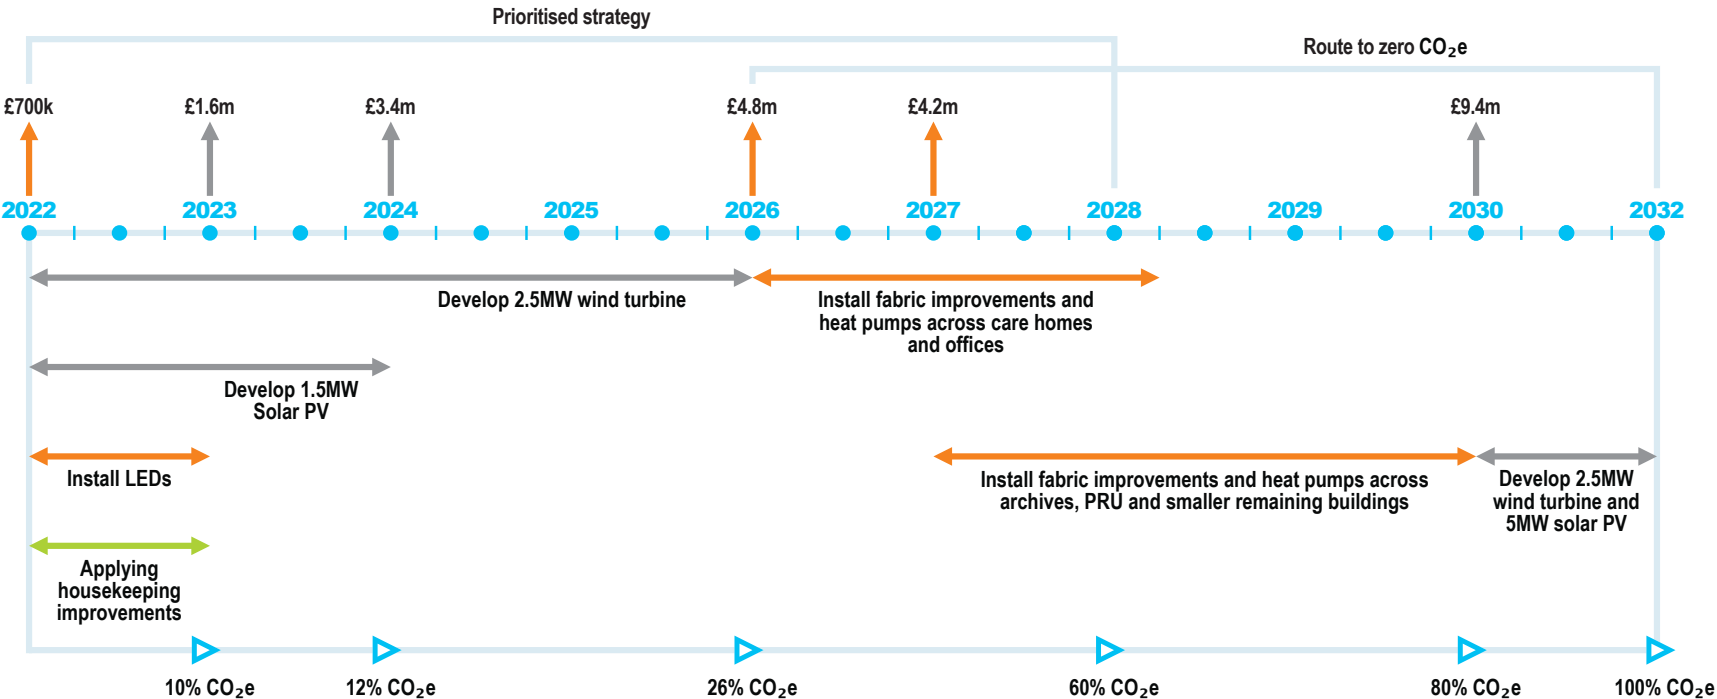 Prioritised strategy
Route to zero CO₂e
£700k
£1.6m
£3.4m
£4.8m
£4.2m
£9.4m
2022
2023
2024
2025
2026
2027
2028
2029
2030
2032
Develop 2.5MW wind turbine
Install fabric improvements and
heat pumps across care homes
and offices
Develop 1.5MW
Solar PV
Install LEDs
Install fabric improvements and heat pumps across
archives, PRU and smaller remaining buildings
Develop 2.5MW
wind turbine and
5MW solar PV
Applying
housekeeping
improvements
10% CO₂e
12% CO₂e
26% CO₂e
60% CO₂e
80% CO₂e
100% CO₂e